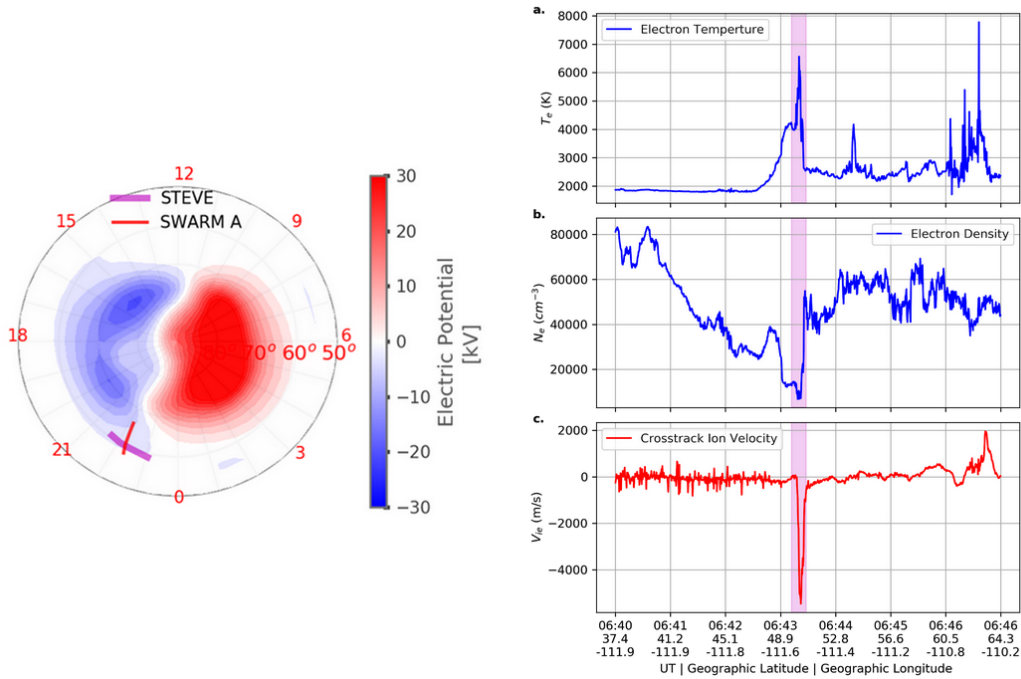 12
STEVE
SWARM A
15
9
18
6
80° 70° 60° 50°
21
3
0
30
20
10
0
−10
−20
−30
Electric Potential
[kV]
a.
Electron Temperture
8000
7000
6000
5000
4000
3000
2000
T_e (K)
b.
Electron Density
80000
60000
40000
20000
N_e (cm⁻³)
c.
Crosstrack Ion Velocity
2000
0
−2000
−4000
V_ie (m/s)
06:40 06:41 06:42 06:43 06:44 06:45 06:46 06:46
37.4 41.2 45.1 48.9 52.8 56.6 60.5 64.3
-111.9 -111.9 -111.8 -111.6 -111.4 -111.2 -110.8 -110.2
UT | Geographic Latitude | Geographic Longitude